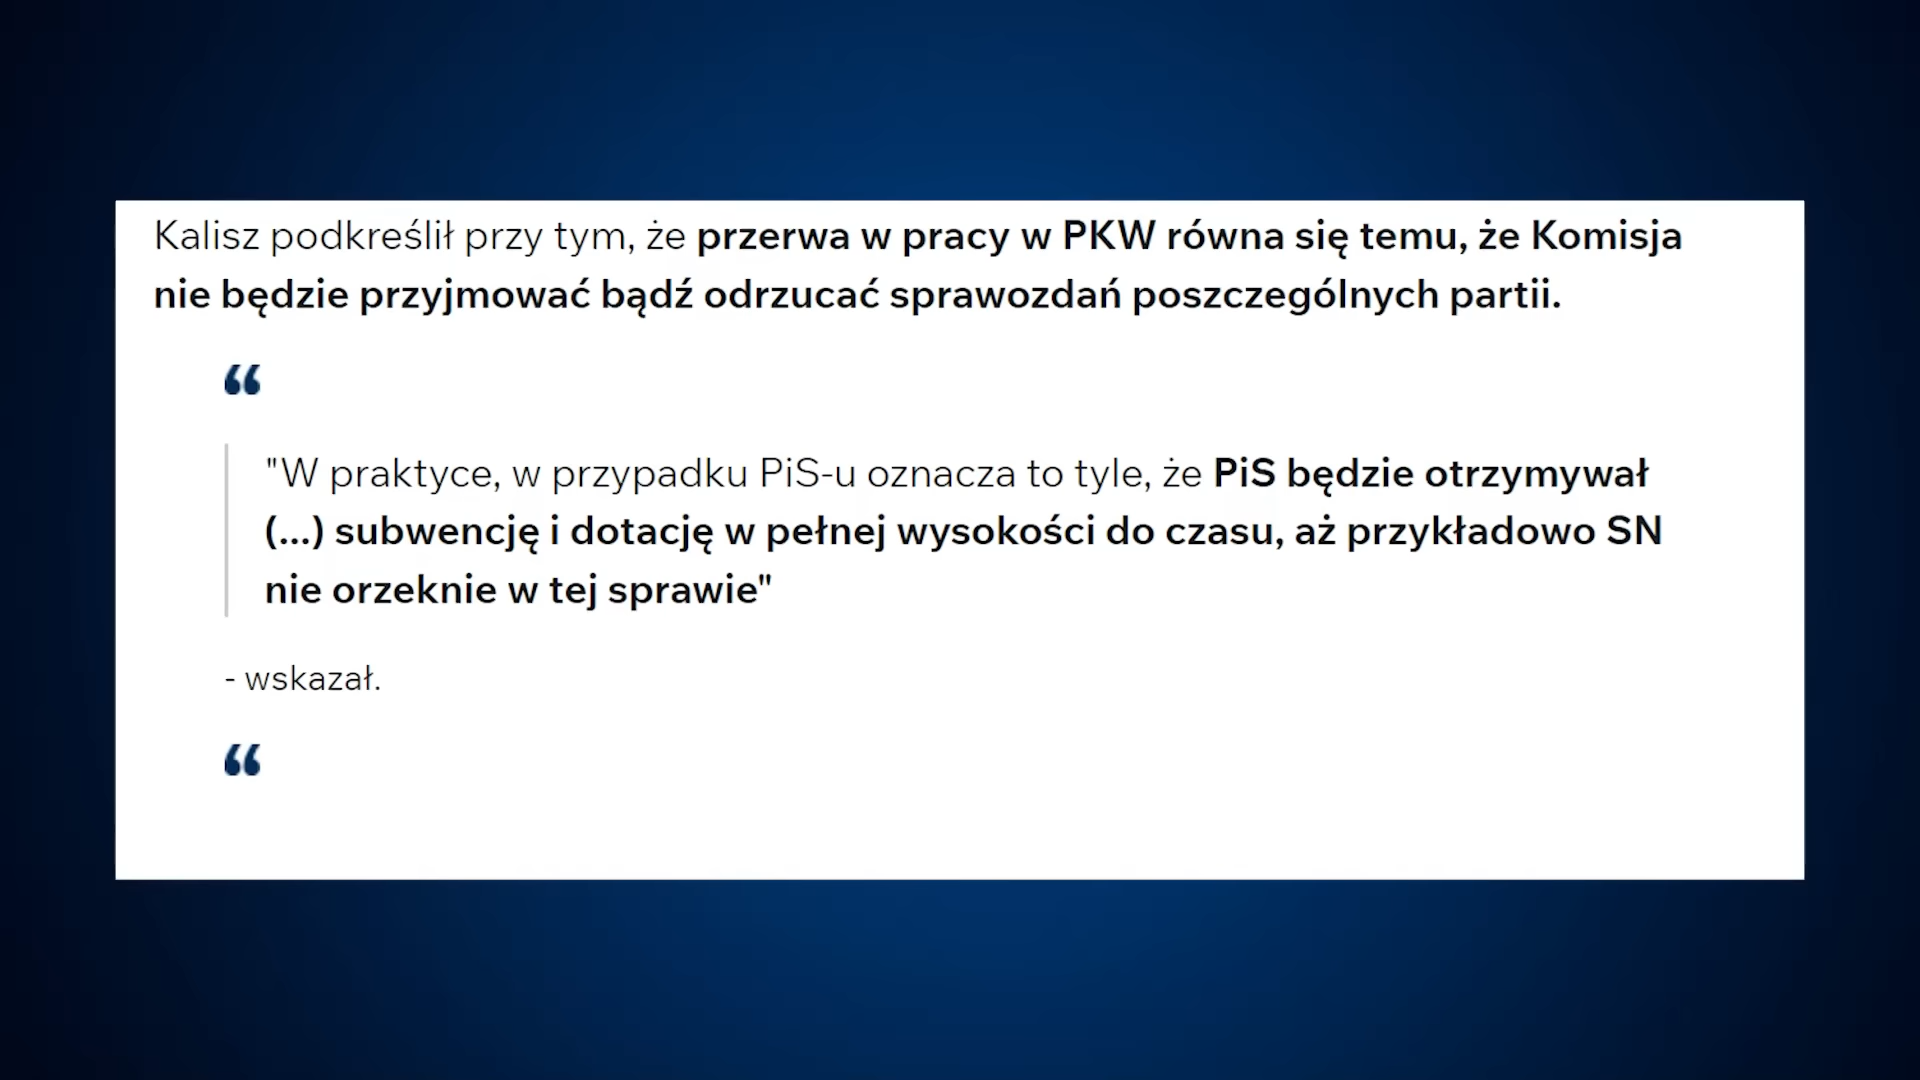 Kalisz podkreślił przy tym, że przerwa w pracy w PKW równa się temu, że Komisja
nie będzie przyjmować bądź odrzucać sprawozdań poszczególnych partii.
“
"W praktyce, w przypadku PiS-u oznacza to tyle, że PiS będzie otrzymywał
(...) subwencję i dotację w pełnej wysokości do czasu, aż przykładowo SN
nie orzeknie w tej sprawie"
- wskazał.
“